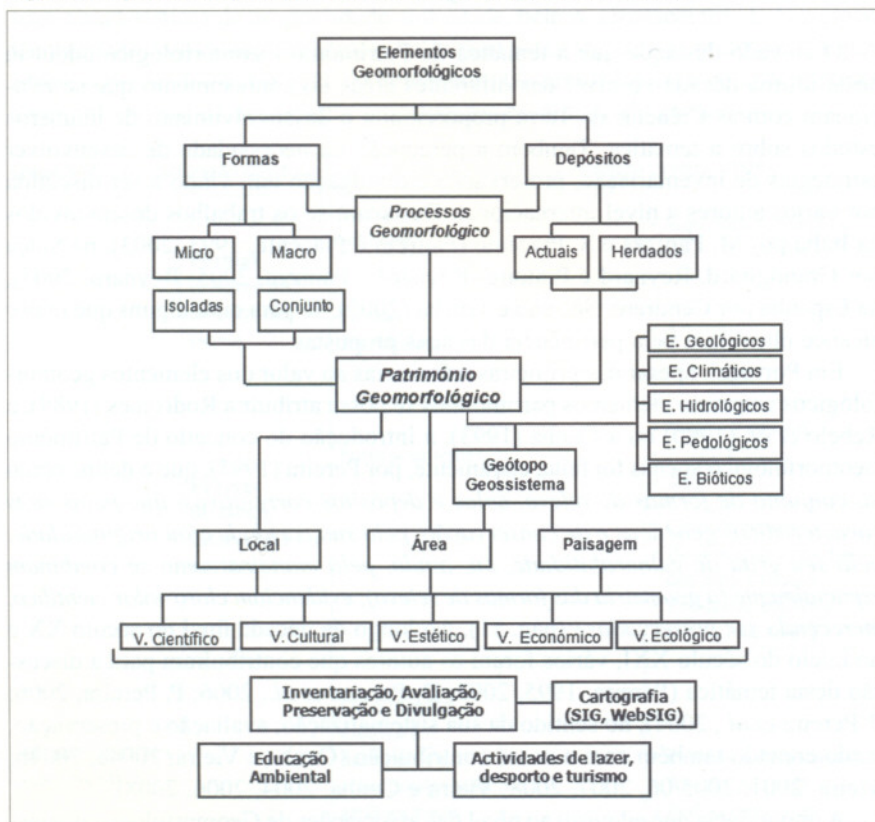 Elementos
Geomorfológicos
Formas
Depósitos
Processos
Geomorfológico
Micro
Macro
Actuais
Herdados
Isoladas
Conjunto
E. Geológicos
Património
Geomorfológico
E. Climáticos
E. Hidrológicos
E. Pedológicos
Geótopo
Geossistema
E. Bióticos
Local
Área
Paisagem
V. Científico
V. Cultural
V. Estético
V. Económico
V. Ecológico
Inventariação, Avaliação,
Preservação e Divulgação
Cartografia
(SIG, WebSIG)
Educação
Ambiental
Actividades de lazer,
desporto e turismo